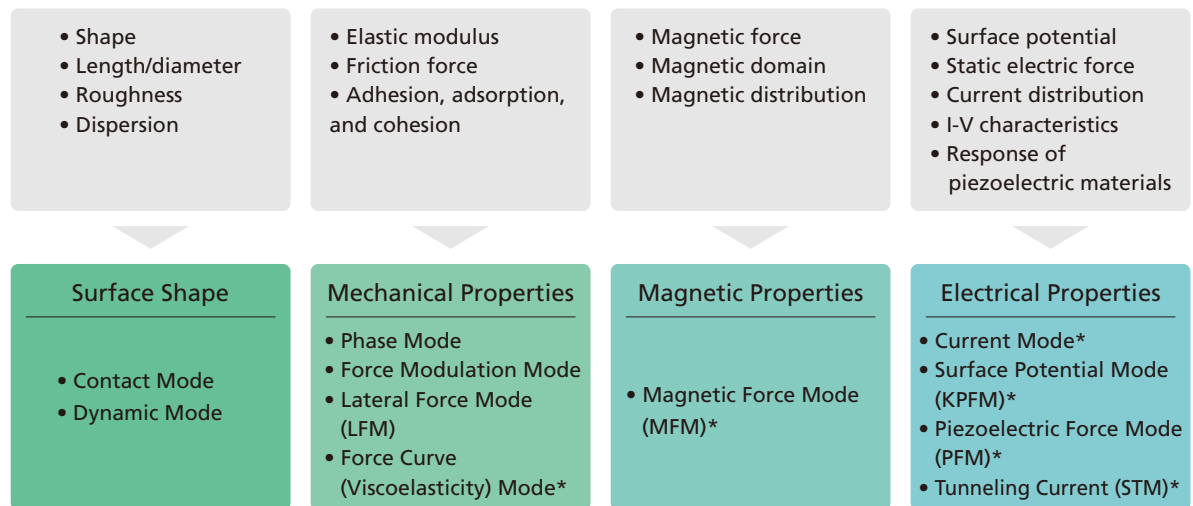 • Shape
• Length/diameter
• Roughness
• Dispersion
• Elastic modulus
• Friction force
• Adhesion, adsorption,
and cohesion
• Magnetic force
• Magnetic domain
• Magnetic distribution
• Surface potential
• Static electric force
• Current distribution
• I-V characteristics
• Response of
piezoelectric materials
Surface Shape
• Contact Mode
• Dynamic Mode
Mechanical Properties
• Phase Mode
• Force Modulation Mode
• Lateral Force Mode
(LFM)
• Force Curve
(Viscoelasticity) Mode*
Magnetic Properties
• Magnetic Force Mode
(MFM)*
Electrical Properties
• Current Mode*
• Surface Potential Mode
(KPFM)*
• Piezoelectric Force Mode
(PFM)*
• Tunneling Current (STM)*